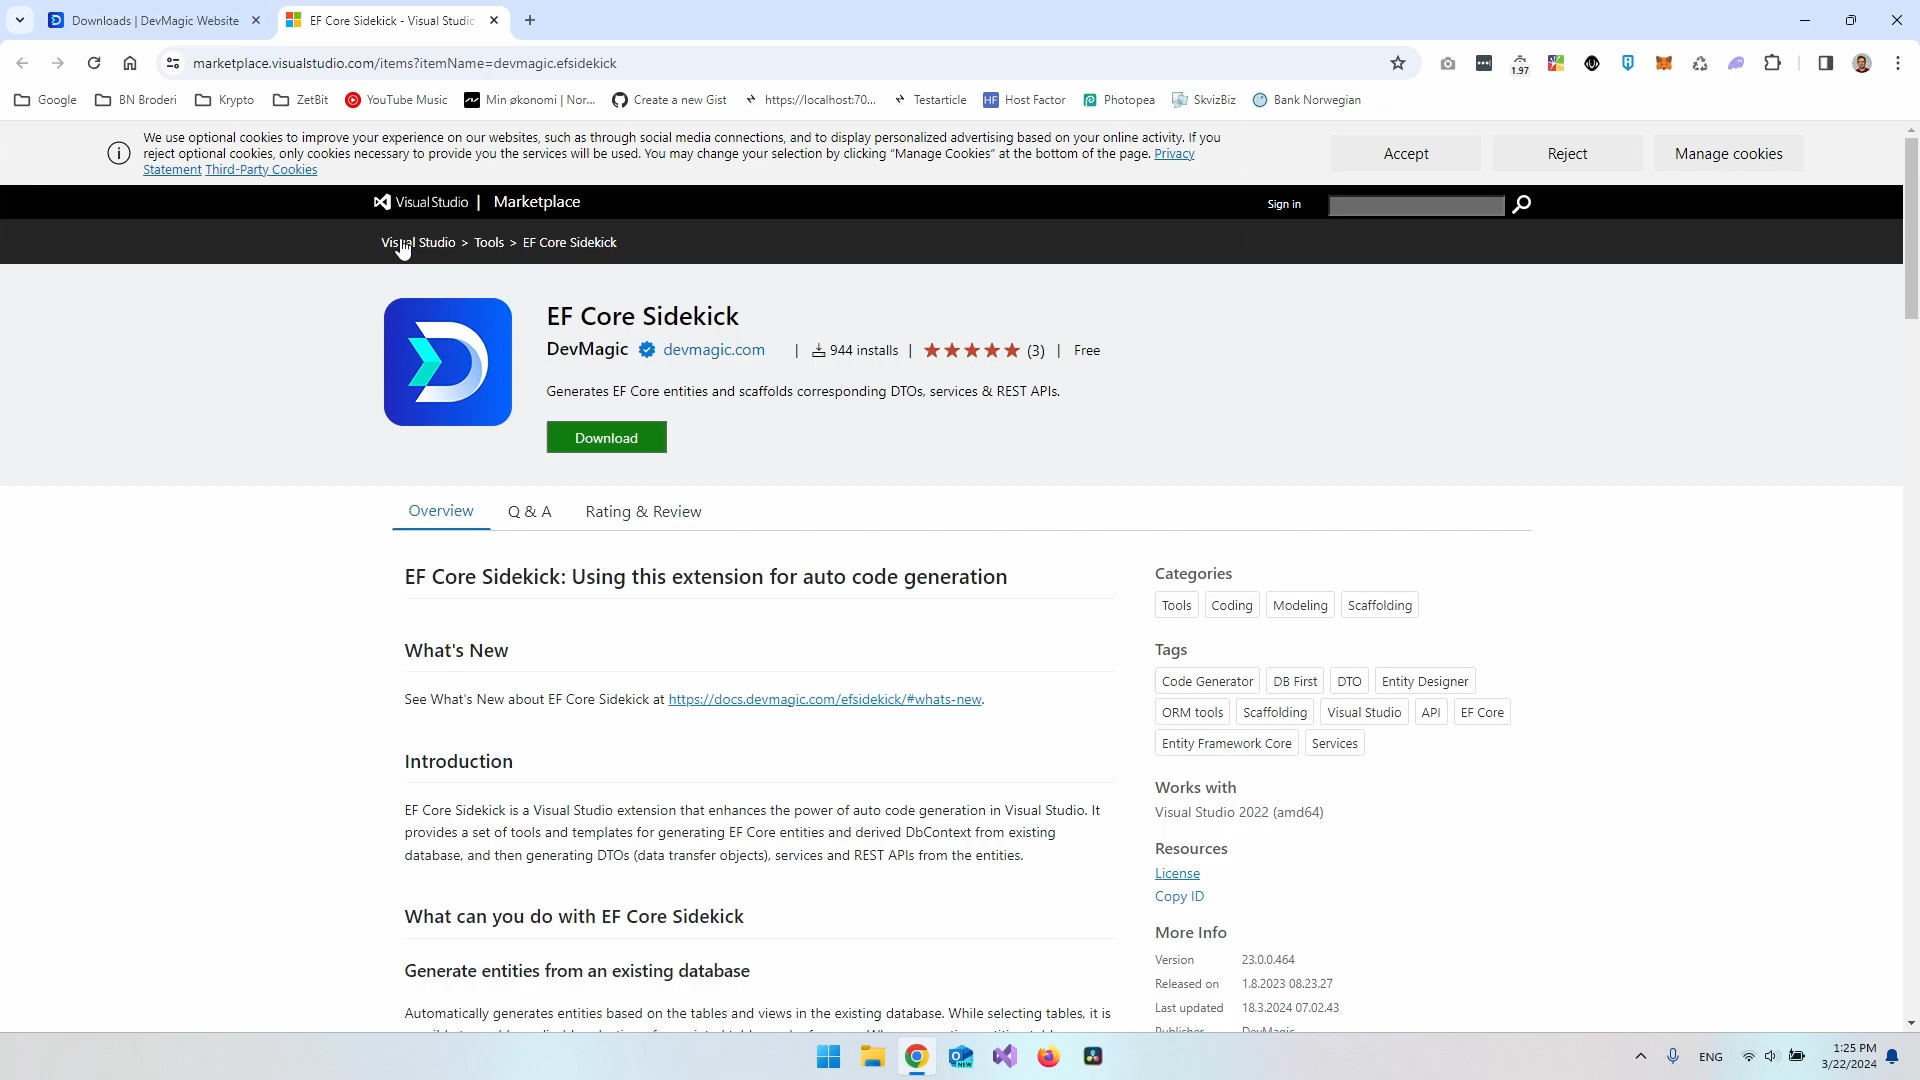 Downloads | DevMagic Website
EF Core Sidekick - Visual Studio
marketplace.visualstudio.com/items?itemName=devmagic.efsidekick
1.97
Google
BN Broderi
Krypto
ZetBit
YouTube Music
Min økonomi | Nor...
Create a new Gist
https://localhost:70...
Testarticle
HF Host Factor
Photopea
SkvizBiz
Bank Norwegian
We use optional cookies to improve your experience on our websites, such as through social media connections, and to display personalized advertising based on your online activity. If you
reject optional cookies, only cookies necessary to provide you the services will be used. You may change your selection by clicking “Manage Cookies” at the bottom of the page. Privacy
Statement Third-Party Cookies
Accept
Reject
Manage cookies
Visual Studio | Marketplace
Sign in
Visual Studio > Tools > EF Core Sidekick
EF Core Sidekick
DevMagic devmagic.com | 944 installs | (3) | Free
Generates EF Core entities and scaffolds corresponding DTOs, services & REST APIs.
Download
Overview
Q & A
Rating & Review
EF Core Sidekick: Using this extension for auto code generation
What's New
See What's New about EF Core Sidekick at https://docs.devmagic.com/efsidekick/#whats-new.
Introduction
EF Core Sidekick is a Visual Studio extension that enhances the power of auto code generation in Visual Studio. It
provides a set of tools and templates for generating EF Core entities and derived DbContext from existing
database, and then generating DTOs (data transfer objects), services and REST APIs from the entities.
What can you do with EF Core Sidekick
Generate entities from an existing database
Automatically generates entities based on the tables and views in the existing database. While selecting tables, it is
Categories
Tools
Coding
Modeling
Scaffolding
Tags
Code Generator
DB First
DTO
Entity Designer
ORM tools
Scaffolding
Visual Studio
API
EF Core
Entity Framework Core
Services
Works with
Visual Studio 2022 (amd64)
Resources
License
Copy ID
More Info
Version 23.0.0.464
Released on 1.8.2023 08.23.27
Last updated 18.3.2024 07.02.43
Publisher DevMagic
NEW
ENG
1:25 PM
3/22/2024